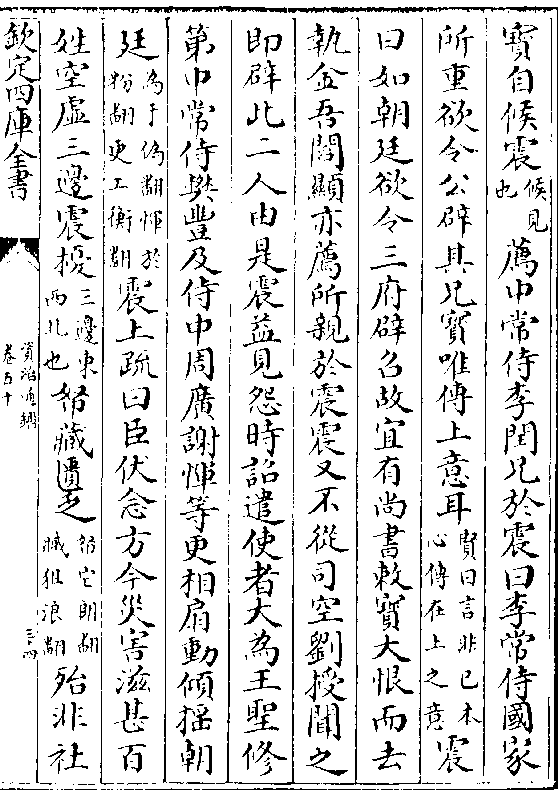 寳自候震候見也薦中常侍李閏兄於震曰李常侍國家
所重欲令公辟其兄寳唯傳上意耳寳曰言非己本心傳在上之意震
曰如朝廷欲令三府辟召故宜有尚書敕寳大恨而去
執金吾閻顯亦薦所親於震震又不從司空劉授聞之
即辟此二人由是震益見怨時詔遣使者大為王聖修
第中常侍樊豐及侍中周廣謝惲等更相扇動傾揺朝
廷為于偽翻惲於粉翻更工衡翻震上疏曰臣伏念方今災害滋甚百
姓空虛三邊震擾三邊東西北也帑藏匱乏帑它朗翻藏徂浪翻殆非社
欽定四庫全書
資治通鑑
卷五十
三十四